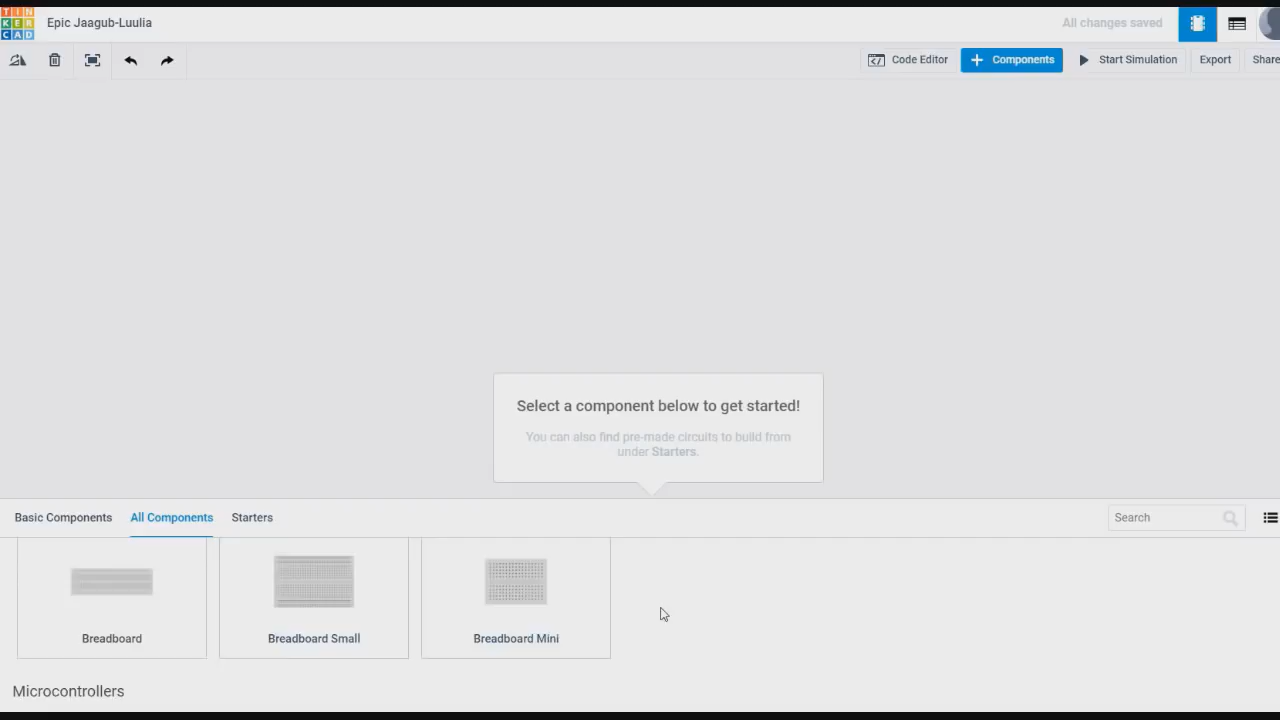 TIN
KER
CAD
Epic Jaagub-Luulia
All changes saved
Code Editor
Components
Start Simulation
Export
Share
Select a component below to get started!
You can also find pre-made circuits to build from
under Starters.
Basic Components
All Components
Starters
Search
Breadboard
Breadboard Small
Breadboard Mini
Microcontrollers